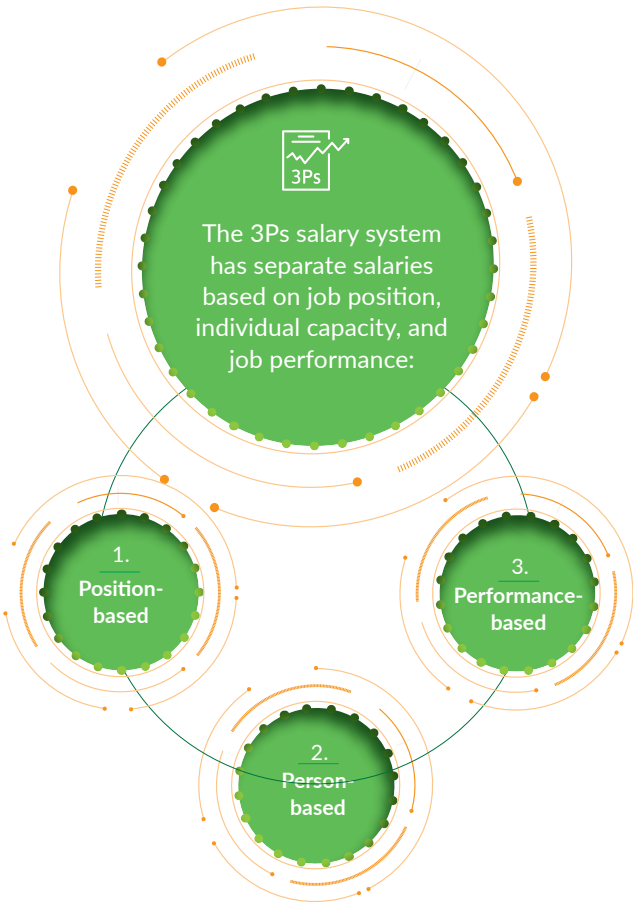 3Ps
The 3Ps salary system
has separate salaries
based on job position,
individual capacity, and
job performance:
1.
Position-
based
2.
Person-
based
3.
Performance-
based